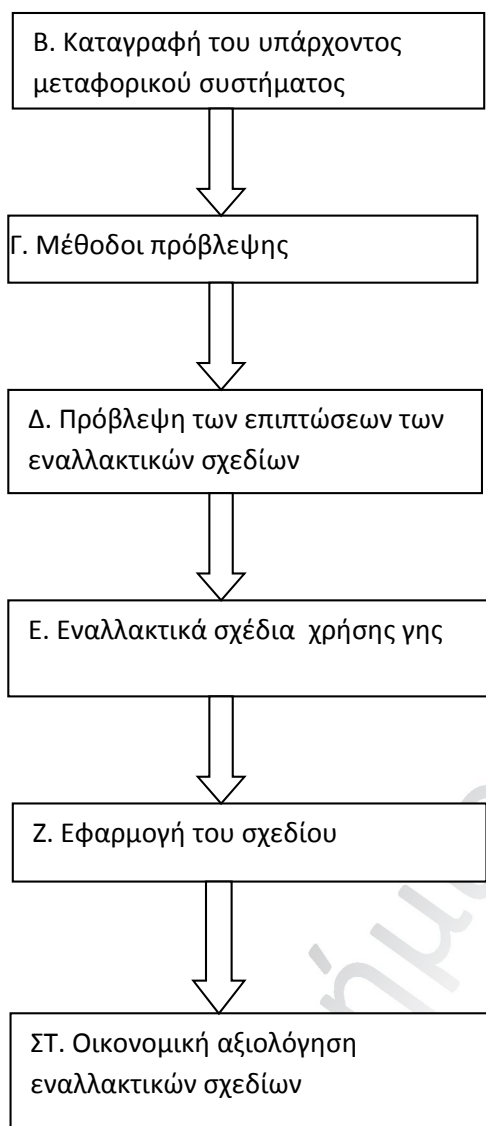 Β. Καταγραφή του υπάρχοντος
μεταφορικού συστήματος
Γ. Μέθοδοι πρόβλεψης
Δ. Πρόβλεψη των επιπτώσεων των
εναλλακτικών σχεδίων
Ε. Εναλλακτικά σχέδια χρήσης γης
Ζ. Εφαρμογή του σχεδίου
ΣΤ. Οικονομική αξιολόγηση
εναλλακτικών σχεδίων